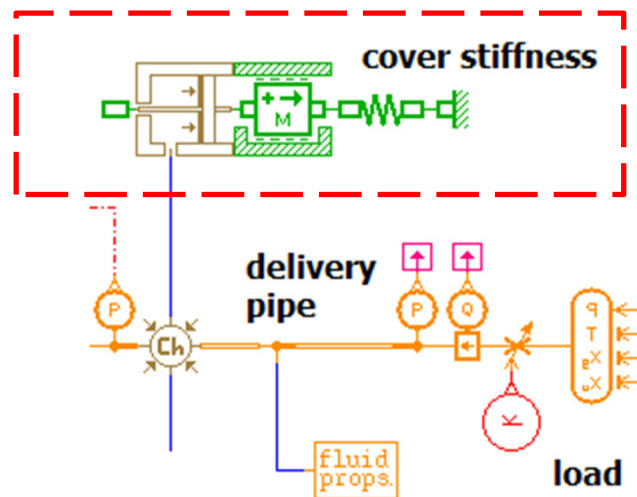 cover stiffness
+
M
delivery
pipe
P
P
Q
Ch
T
K
fluid
props.
load